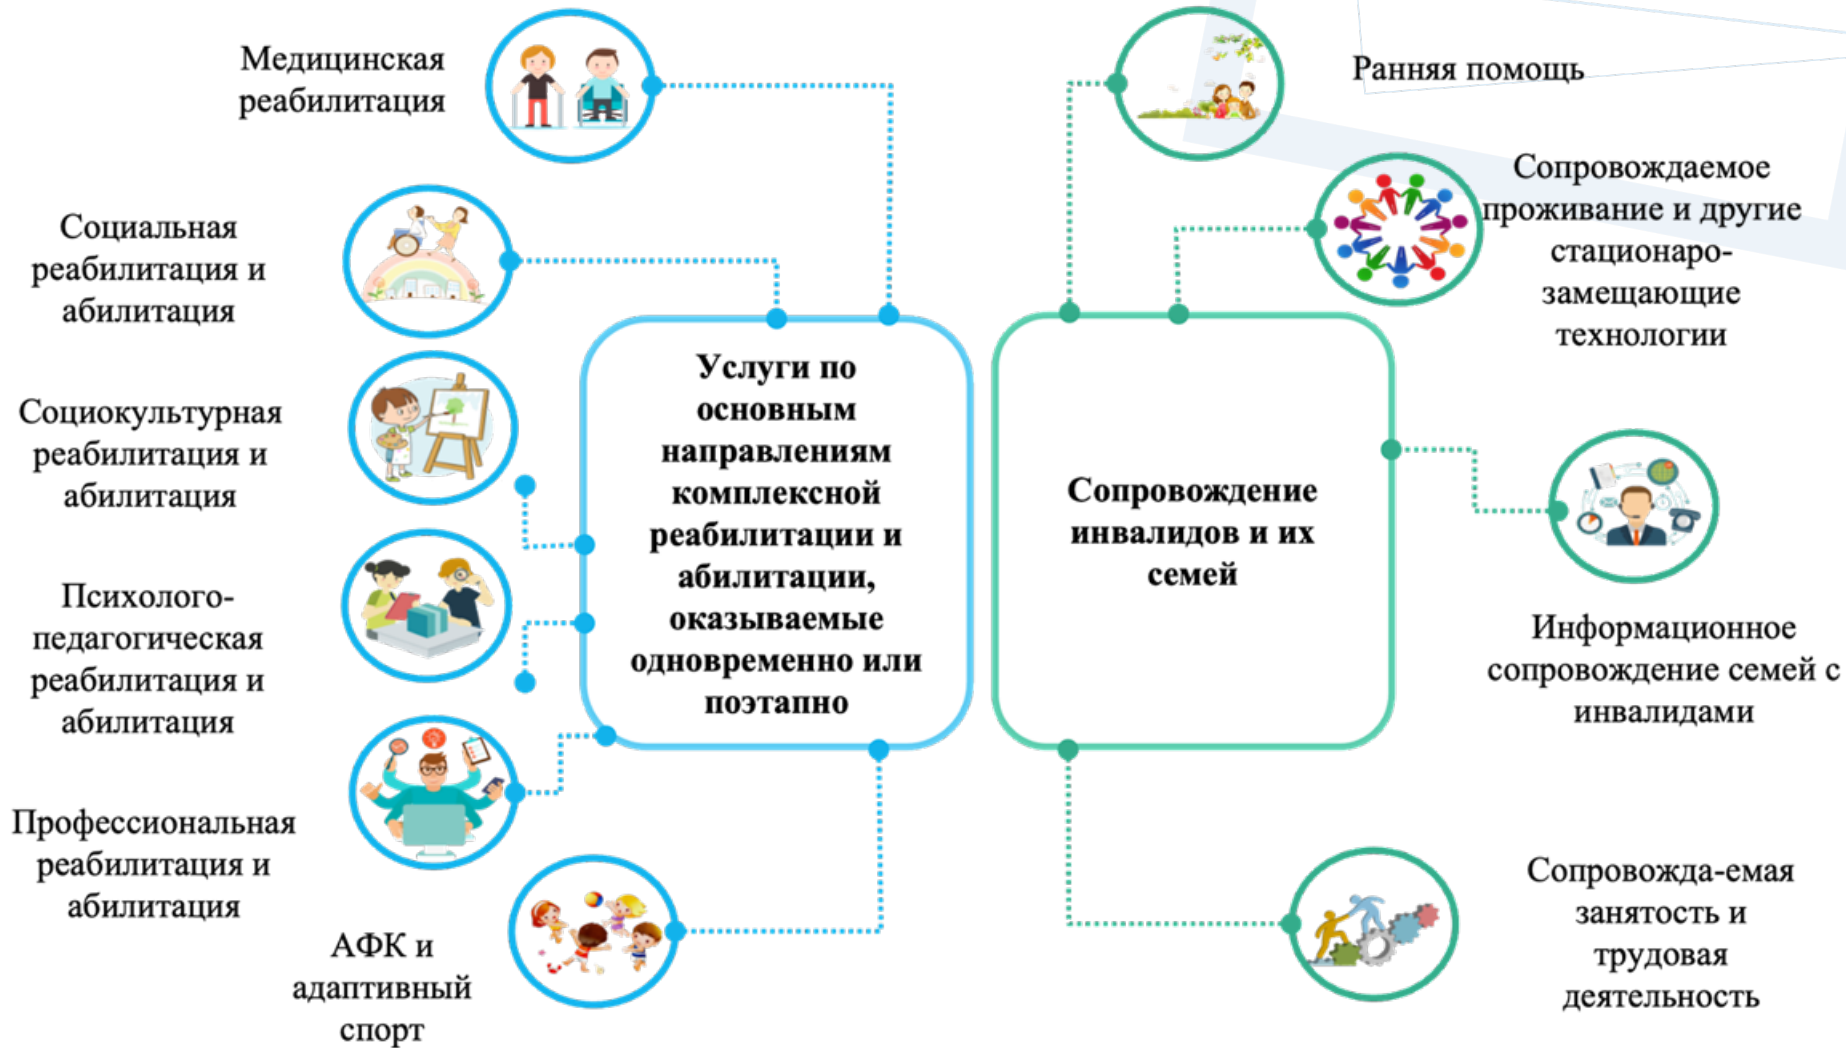 Медицинская
реабилитация
Социальная
реабилитация и
абилитация
Социокультурная
реабилитация и
абилитация
Психолого-
педагогическая
реабилитация и
абилитация
Профессиональная
реабилитация и
абилитация
АФК и
адаптивный
спорт
Услуги по
основным
направлениям
комплексной
реабилитации и
абилитации,
оказываемые
одновременно или
поэтапно
Сопровождение
инвалидов и их
семей
Ранняя помощь
Сопровождаемое
проживание и другие
стационаро-
замещающие
технологии
Информационное
сопровождение семей с
инвалидами
Сопровожда-емая
занятость и
трудовая
деятельность